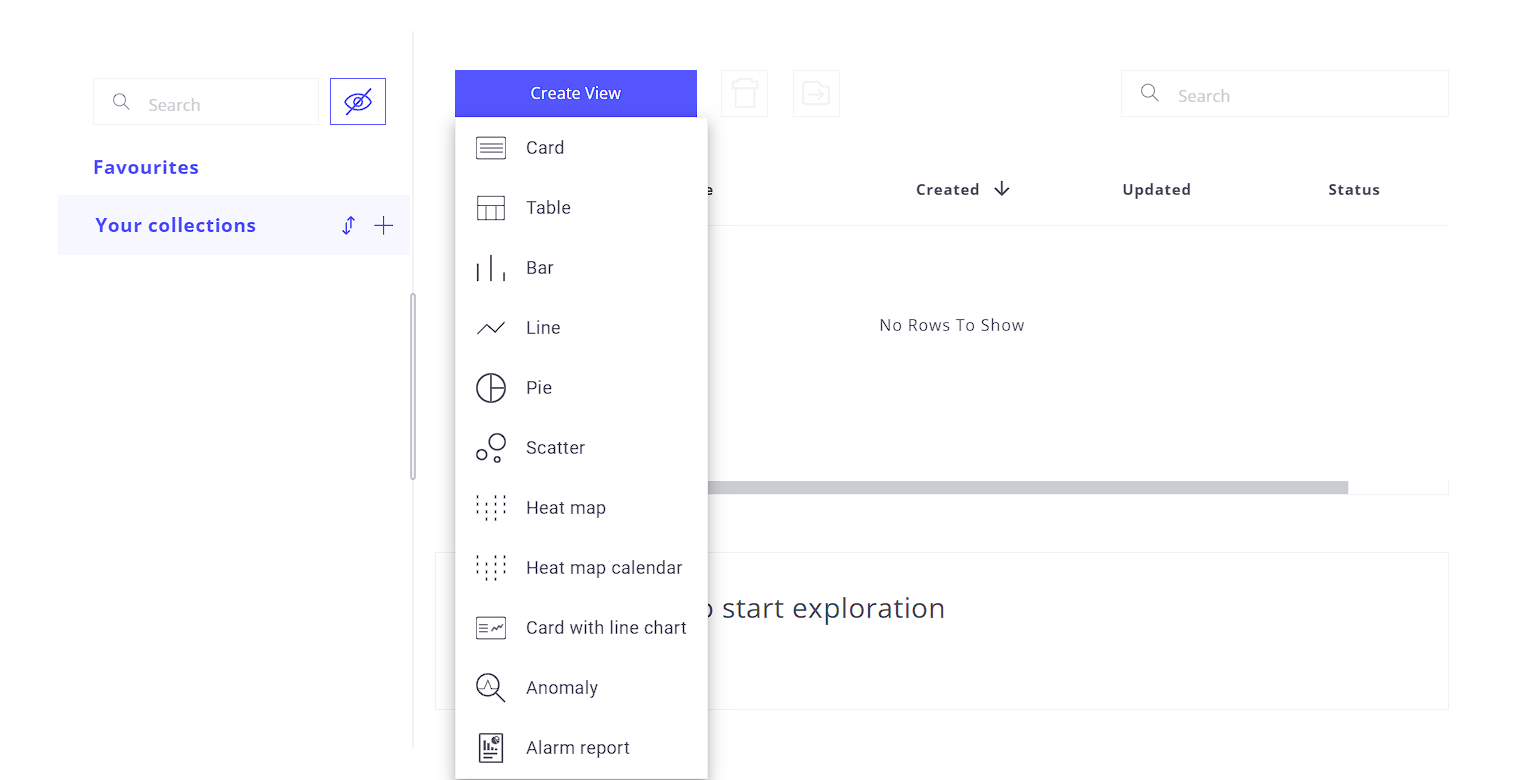 Search
Favourites
Your collections
Create View
Search
Card
Table
Bar
Line
Pie
Scatter
Heat map
Heat map calendar
Card with line chart
Anomaly
Alarm report
Created
Updated
Status
No Rows To Show
start exploration